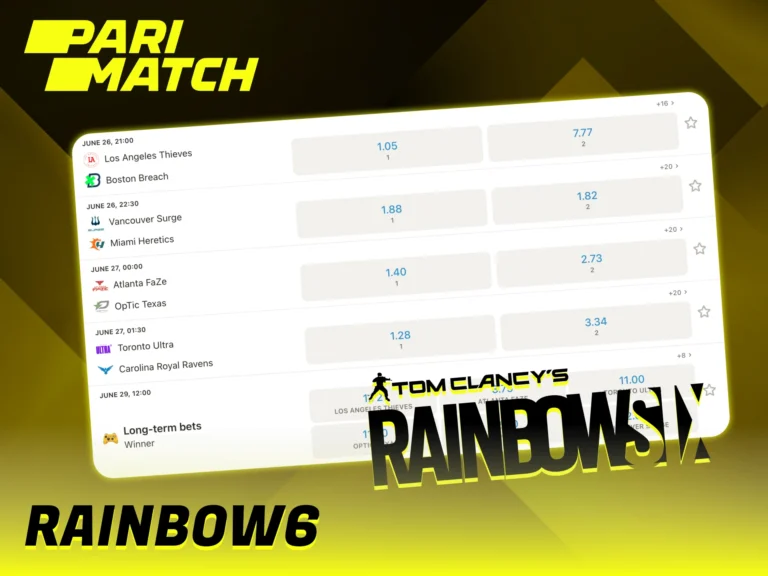 PARI
MATCH
+16 >
JUNE 26, 21:00
Los Angeles Thieves
Boston Breach
1.05
1
7.77
2
+20 >
JUNE 26, 22:30
Vancouver Surge
Miami Heretics
1.88
1
1.82
2
+20 >
JUNE 27, 00:00
Atlanta FaZe
OpTic Texas
1.40
1
2.73
2
+20 >
JUNE 27, 01:30
Toronto Ultra
Carolina Royal Ravens
1.28
1
3.34
2
+6 >
JUNE 29, 12:00
Long-term bets
Winner
LOS ANGELES THIEVES
11.00
TOM CLANCY'S
RAINBOWSIX
RAINBOW6